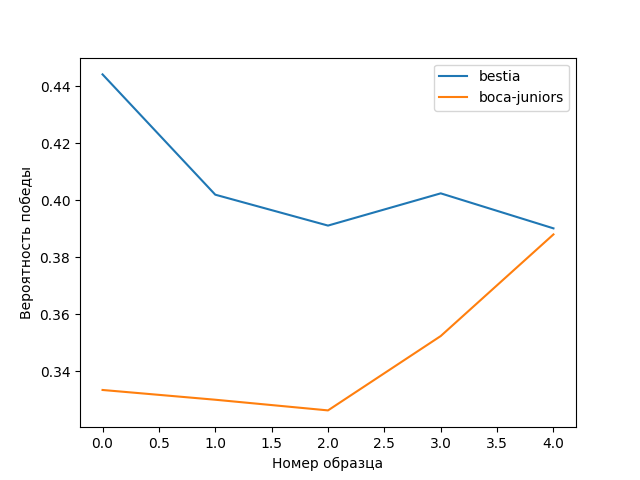 bestia
boca-juniors
0.44
0.42
0.40
0.38
0.36
0.34
Вероятность победы
0.0 0.5 1.0 1.5 2.0 2.5 3.0 3.5 4.0
Номер образца